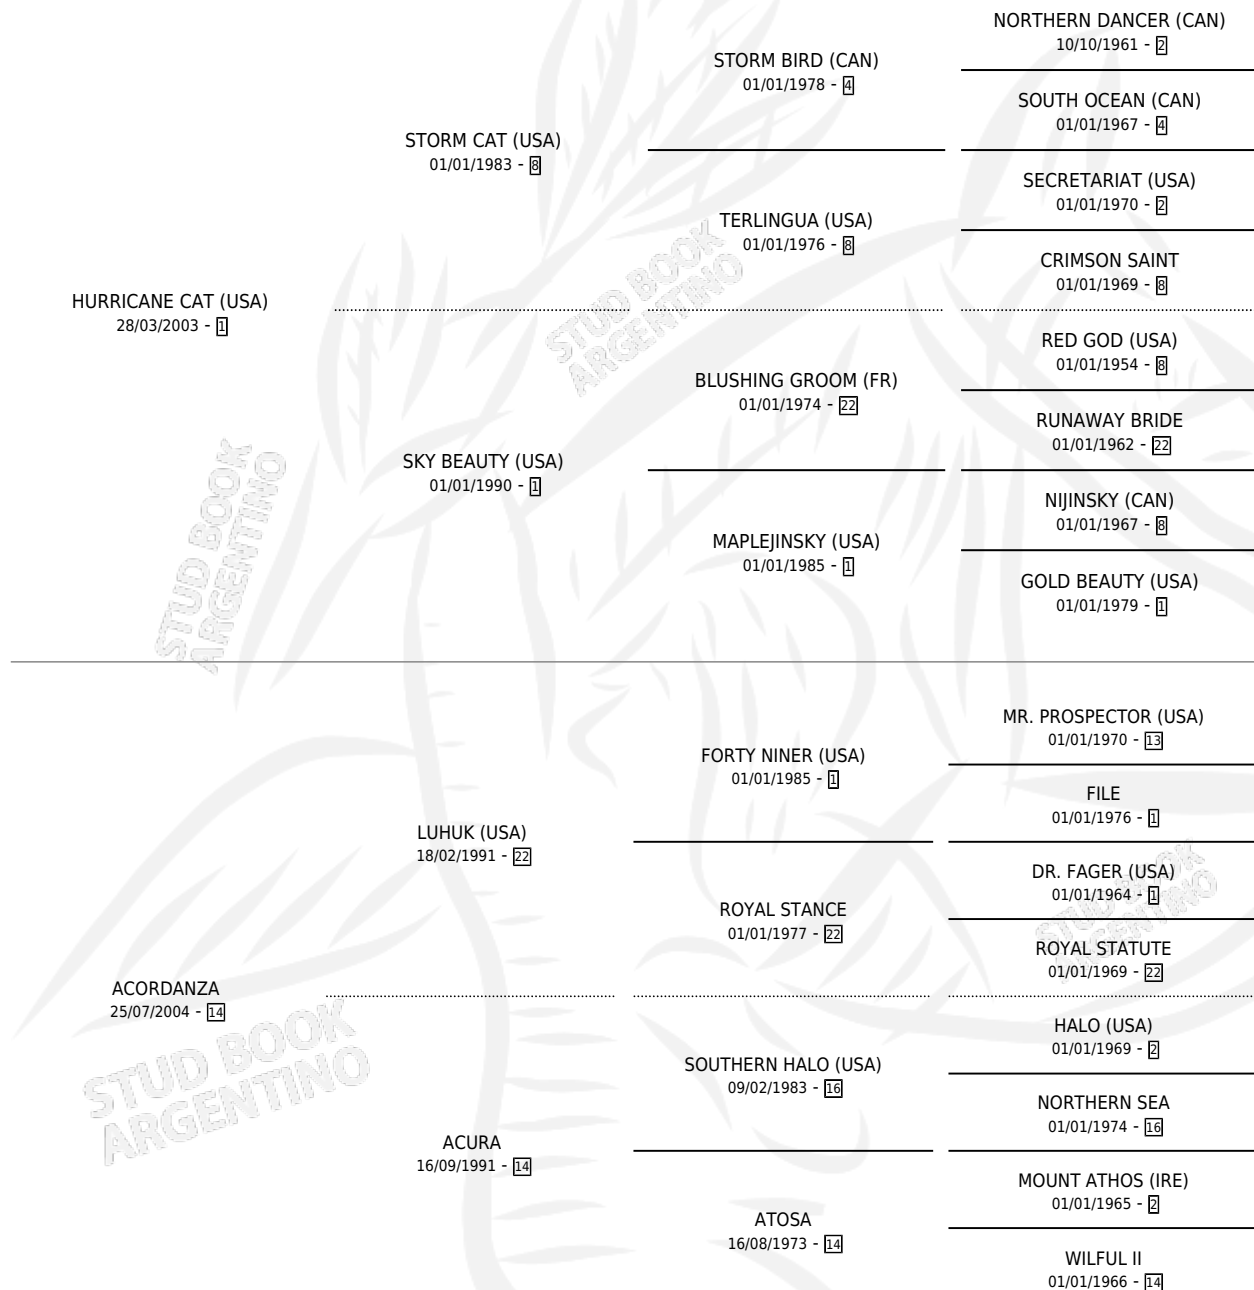 NORTHERN DANCER (CAN)
10/10/1961 - 2
STORM BIRD (CAN)
01/01/1978 - 4
SOUTH OCEAN (CAN)
01/01/1967 - 4
STORM CAT (USA)
01/01/1983 - 8
SECRETARIAT (USA)
01/01/1970 - 2
TERLINGUA (USA)
01/01/1976 - 8
CRIMSON SAINT
01/01/1969 - 8
HURRICANE CAT (USA)
28/03/2003 - 1
RED GOD (USA)
01/01/1954 - 8
BLUSHING GROOM (FR)
01/01/1974 - 22
RUNAWAY BRIDE
01/01/1962 - 22
SKY BEAUTY (USA)
01/01/1990 - 1
NIJINSKY (CAN)
01/01/1967 - 8
MAPLEJINSKY (USA)
01/01/1985 - 1
GOLD BEAUTY (USA)
01/01/1979 - 1
MR. PROSPECTOR (USA)
01/01/1970 - 13
FORTY NINER (USA)
01/01/1985 - 1
FILE
01/01/1976 - 1
LUHUK (USA)
18/02/1991 - 22
DR. FAGER (USA)
01/01/1964 - 1
ROYAL STANCE
01/01/1977 - 22
ROYAL STATUTE
01/01/1969 - 22
ACORDANZA
25/07/2004 - 14
HALO (USA)
01/01/1969 - 2
SOUTHERN HALO (USA)
09/02/1983 - 16
NORTHERN SEA
01/01/1974 - 16
ACURA
16/09/1991 - 14
MOUNT ATHOS (IRE)
01/01/1965 - 2
ATOSA
16/08/1973 - 14
WILFUL II
01/01/1966 - 14
STUD BOOK
ARGENTINO
STUD BOOK
ARGENTINO
STUD BOOK
ARGENTINO
STUD BOOK
ARGENTINO